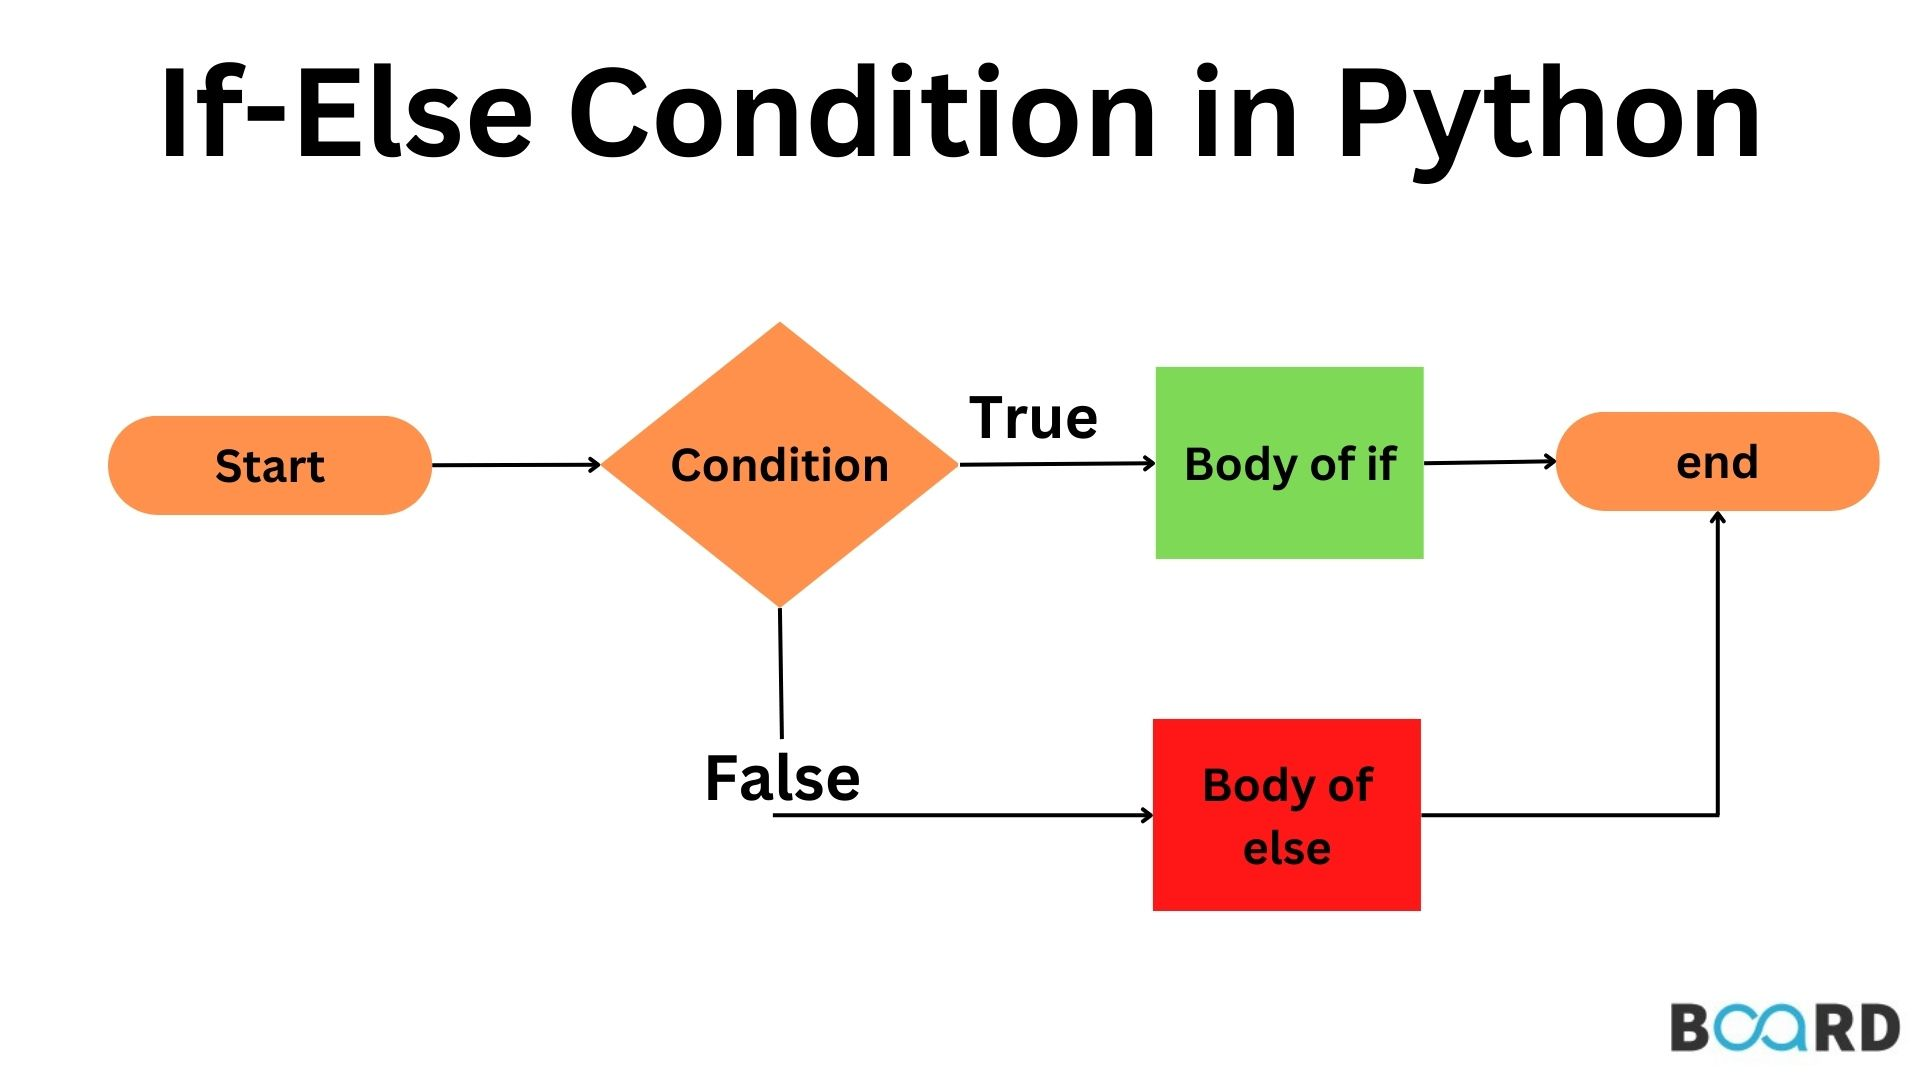 If-Else Condition in Python
Start
Condition
True
Body of if
end
False
Body of
else
BOARD